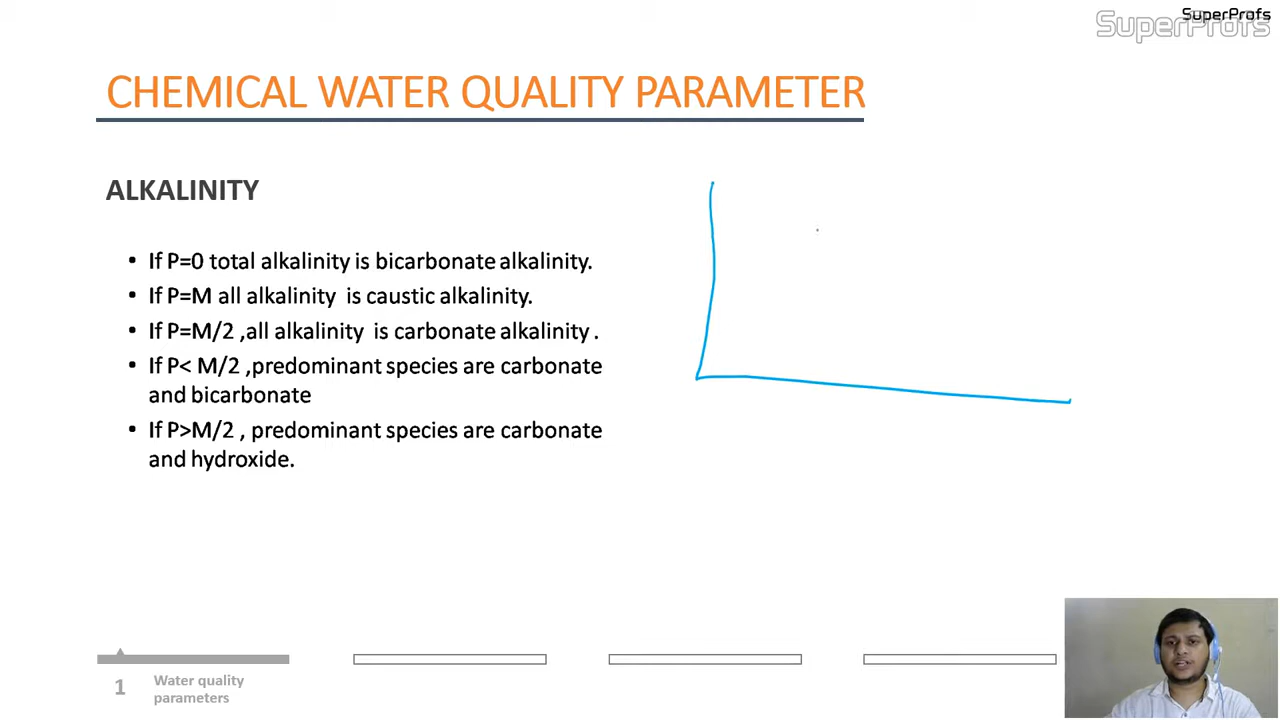 SuperProfs
SuperProfs
CHEMICAL WATER QUALITY PARAMETER
ALKALINITY
• If P=0 total alkalinity is bicarbonate alkalinity.
• If P=M all alkalinity is caustic alkalinity.
• If P=M/2 ,all alkalinity is carbonate alkalinity .
• If P< M/2 ,predominant species are carbonate
and bicarbonate
• If P>M/2 , predominant species are carbonate
and hydroxide.
1
Water quality
parameters